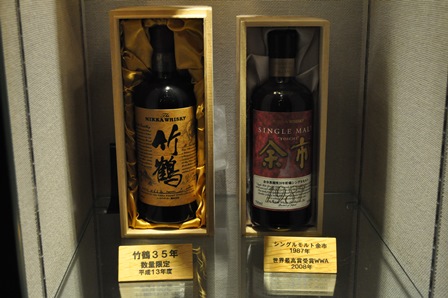 NIKKA WHISKY
竹鶴
SINGLE MALT
余市
1987
竹鶴35年
数量限定
平成13年度
シングルモルト余市
1987年
世界最高賞受賞WWA
2008年